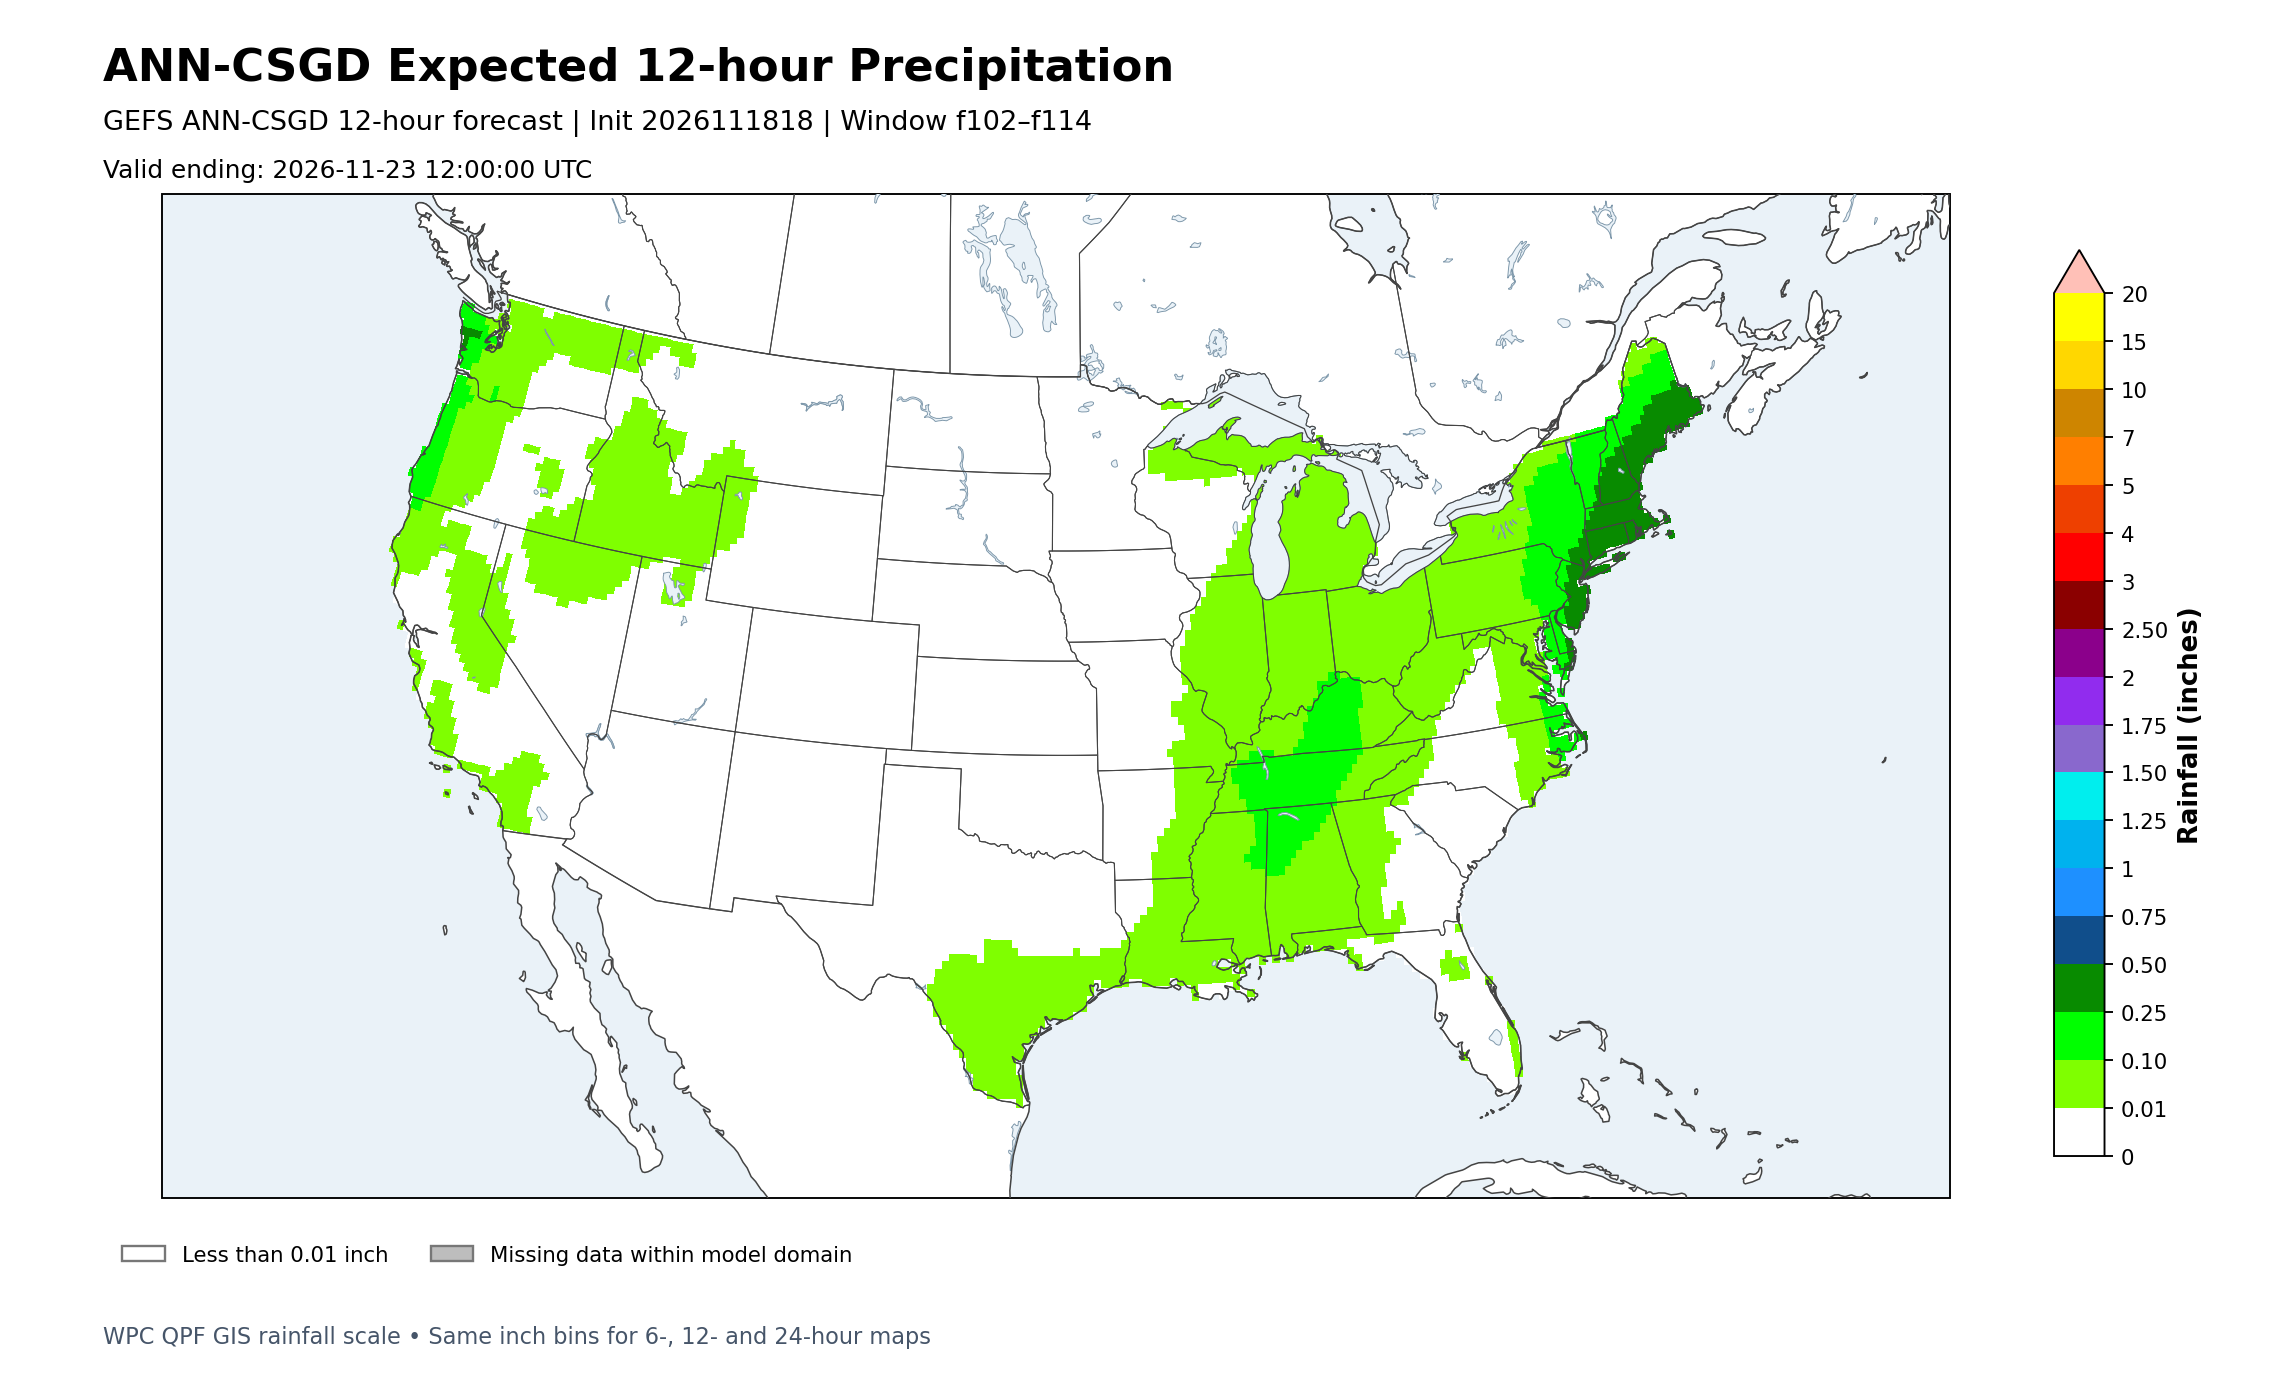 ANN-CSGD Expected 12-hour Precipitation
GEFS ANN-CSGD 12-hour forecast | Init 2026111818 | Window f102–f114
Valid ending: 2026-11-23 12:00:00 UTC
20
15
10
7
5
4
3
2.50
2
1.75
1.50
1.25
1
0.75
0.50
0.25
0.10
0.01
0
Rainfall (inches)
Less than 0.01 inch
Missing data within model domain
WPC QPF GIS rainfall scale • Same inch bins for 6-, 12- and 24-hour maps